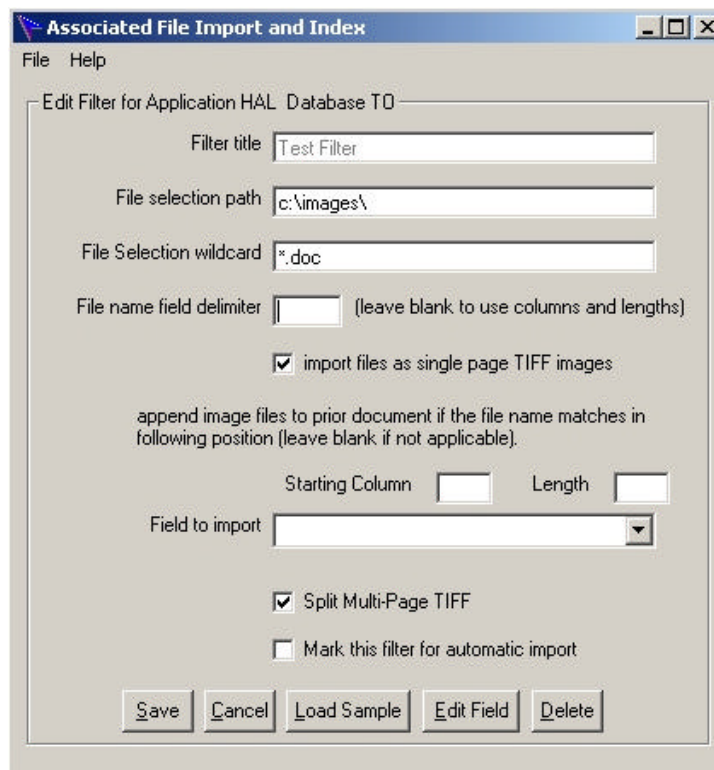 Associated File Import and Index
File Help
Edit Filter for Application HAL Database TO
Filter title Test Filter
File selection path c:\images\
File Selection wildcard *.doc
File name field delimiter (leave blank to use columns and lengths)
import files as single page TIFF images
append image files to prior document if the file name matches in
following position (leave blank if not applicable).
Starting Column Length
Field to import
Split Multi-Page TIFF
Mark this filter for automatic import
Save Cancel Load Sample Edit Field Delete